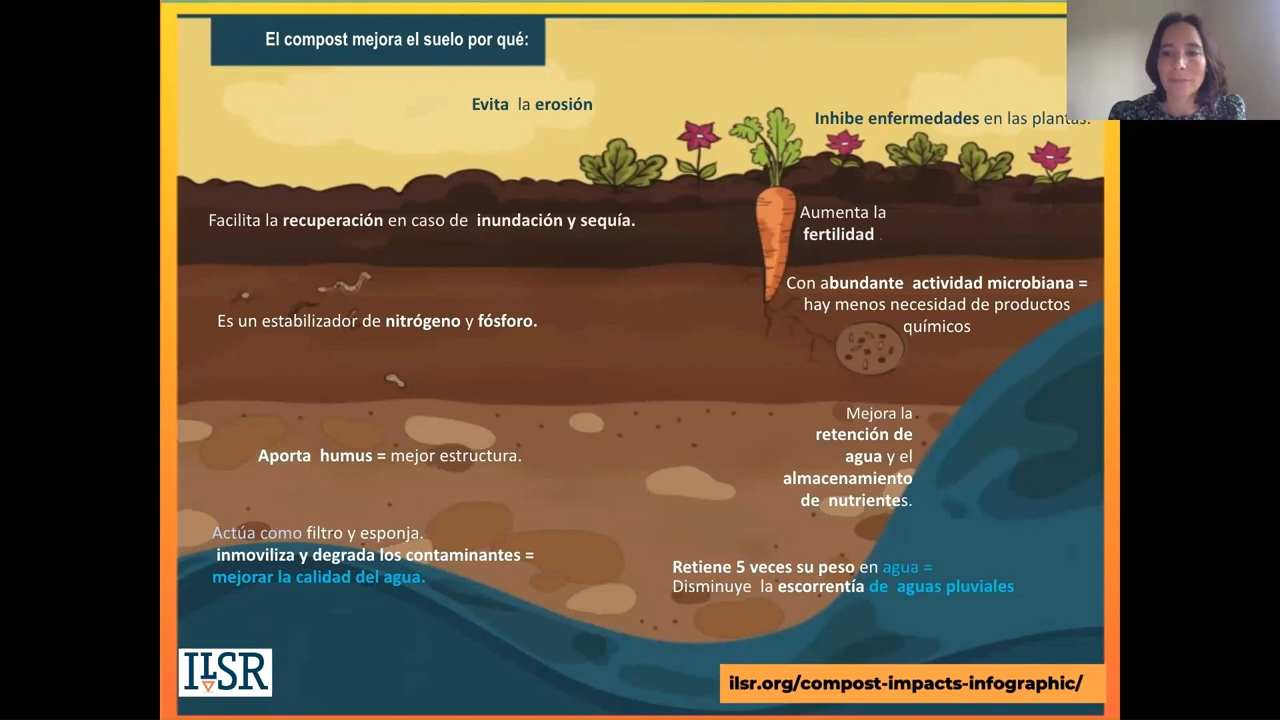 El compost mejora el suelo por qué:
Evita la erosión
Inhibe enfermedades en las plantas.
Facilita la recuperación en caso de inundación y sequía.
Aumenta la
fertilidad
Con abundante actividad microbiana =
hay menos necesidad de productos
químicos
Es un estabilizador de nitrógeno y fósforo.
Mejora la
retención de
agua y el
almacenamiento
de nutrientes.
Aporta humus = mejor estructura.
Actúa como filtro y esponja.
inmoviliza y degrada los contaminantes =
mejorar la calidad del agua.
Retiene 5 veces su peso en agua =
Disminuye la escorrentía de aguas pluviales
ILSR
ilsr.org/compost-impacts-infographic/